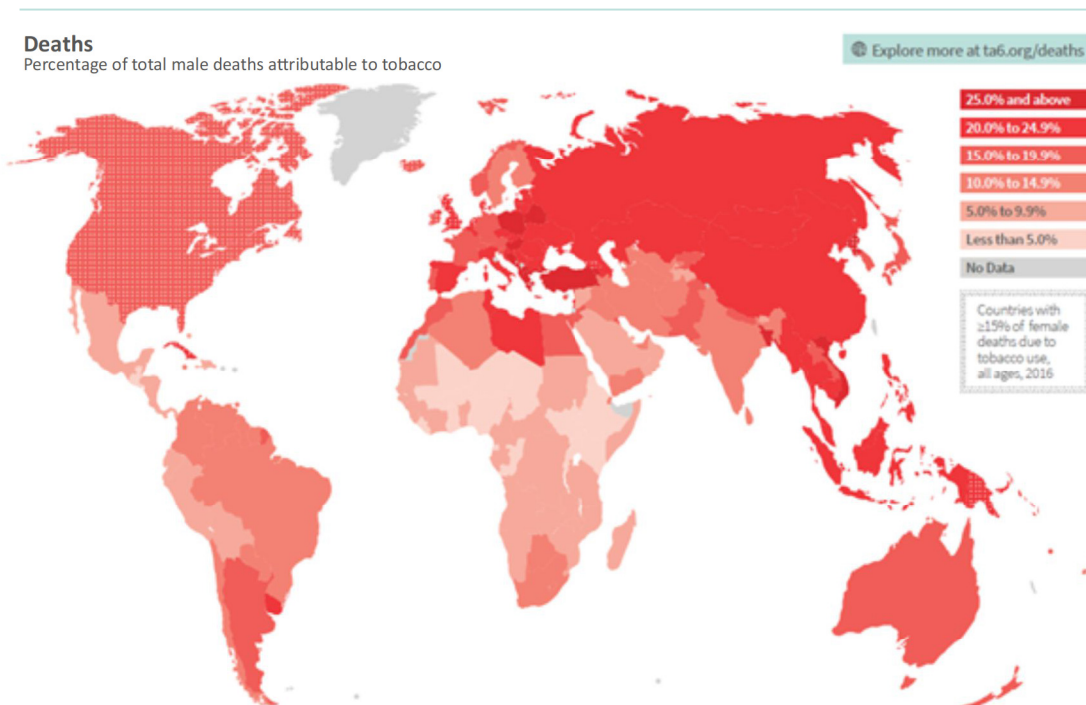 Deaths
Percentage of total male deaths attributable to tobacco
Explore more at ta6.org/deaths
25.0% and above
20.0% to 24.9%
15.0% to 19.9%
10.0% to 14.9%
5.0% to 9.9%
Less than 5.0%
No Data
Countries with
≥15% of female
deaths due to
tobacco use,
all ages, 2016